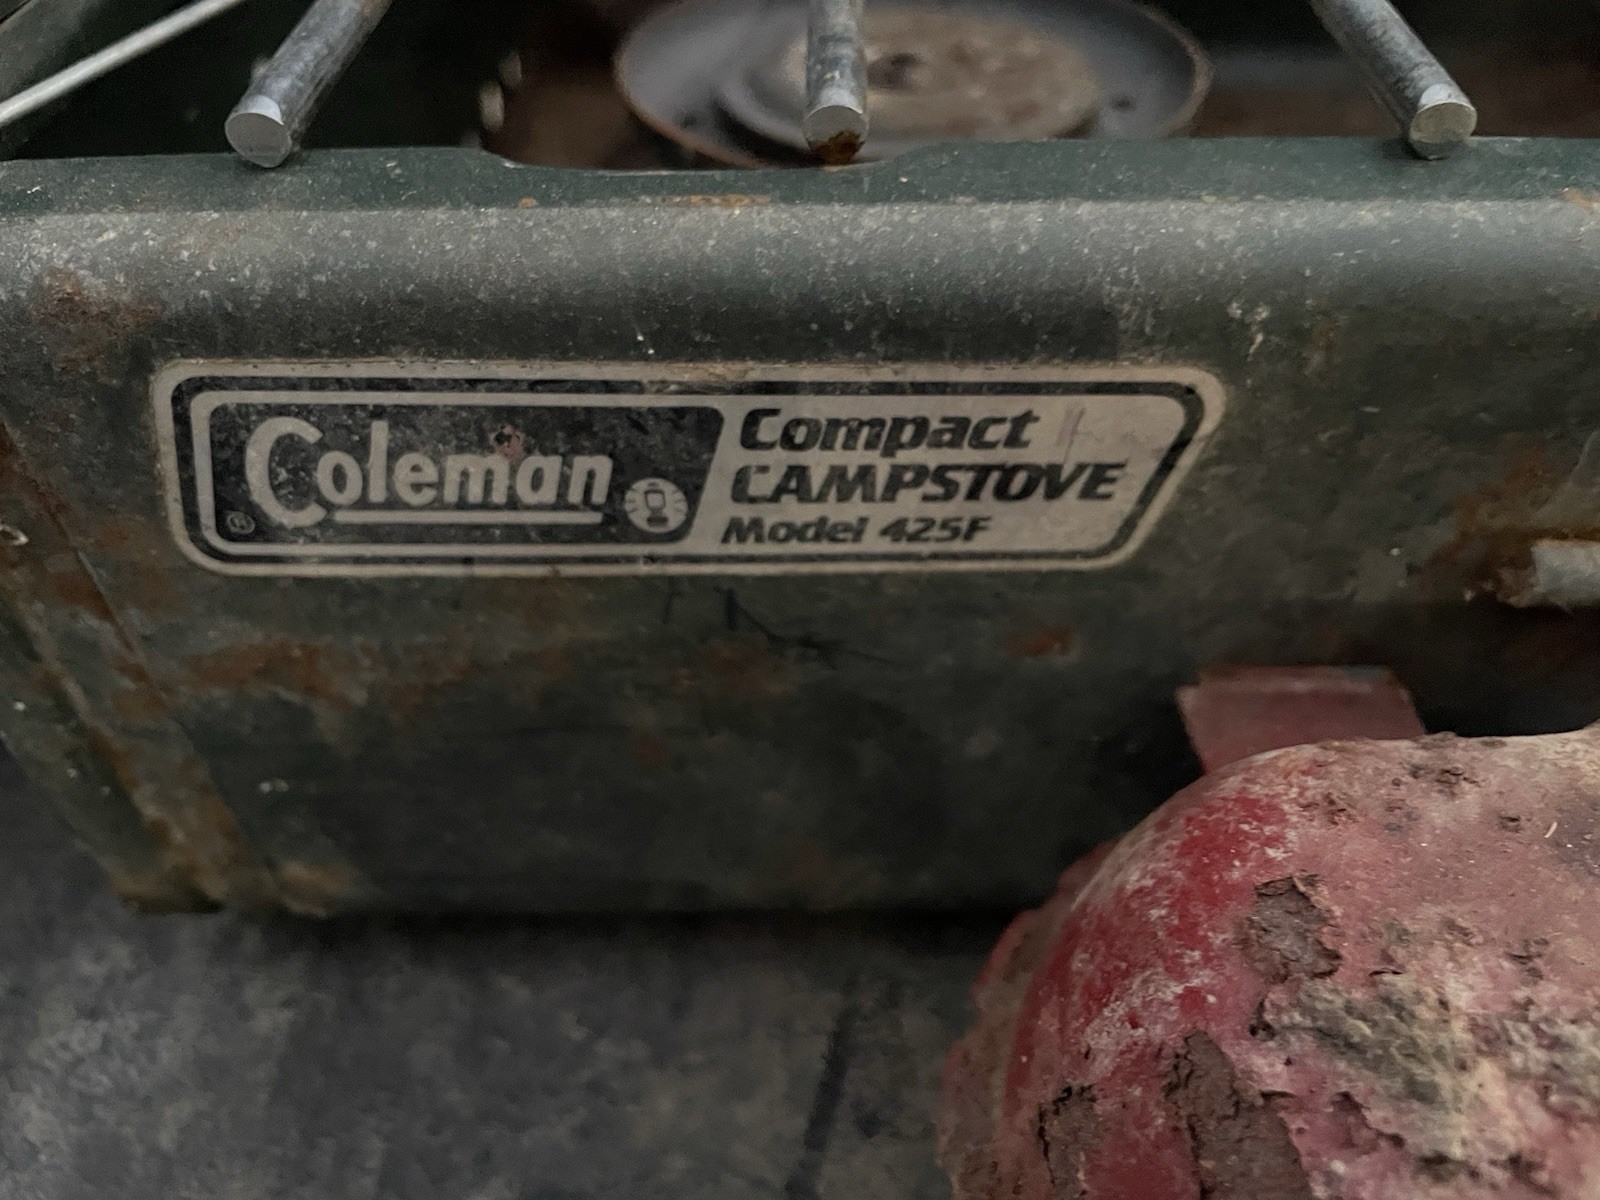 Coleman ®
Compact
CAMPSTOVE
Model 425F